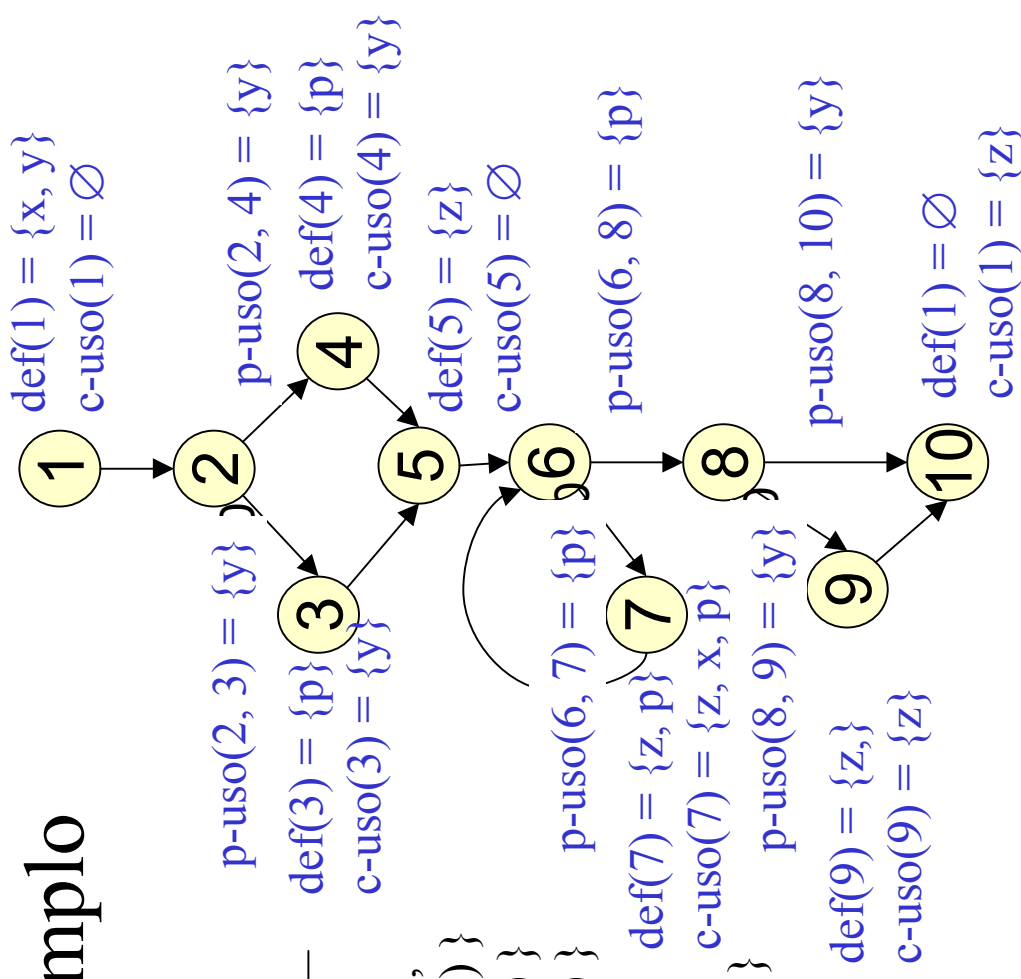 mplo
def(1) = {x, y}
c-uso(1) = ∅
1
2
p-uso(2, 3) = {y}
p-uso(2, 4) = {y}
def(3) = {p}
c-uso(3) = {y}
3
4
def(4) = {p}
c-uso(4) = {y}
5
def(5) = {z}
c-uso(5) = ∅
6
p-uso(6, 7) = {p}
p-uso(6, 8) = {p}
7
def(7) = {z, p}
c-uso(7) = {z, x, p}
8
p-uso(8, 9) = {y}
p-uso(8, 10) = {y}
9
def(9) = {z,}
c-uso(9) = {z}
10
def(1) = ∅
c-uso(1) = {z}